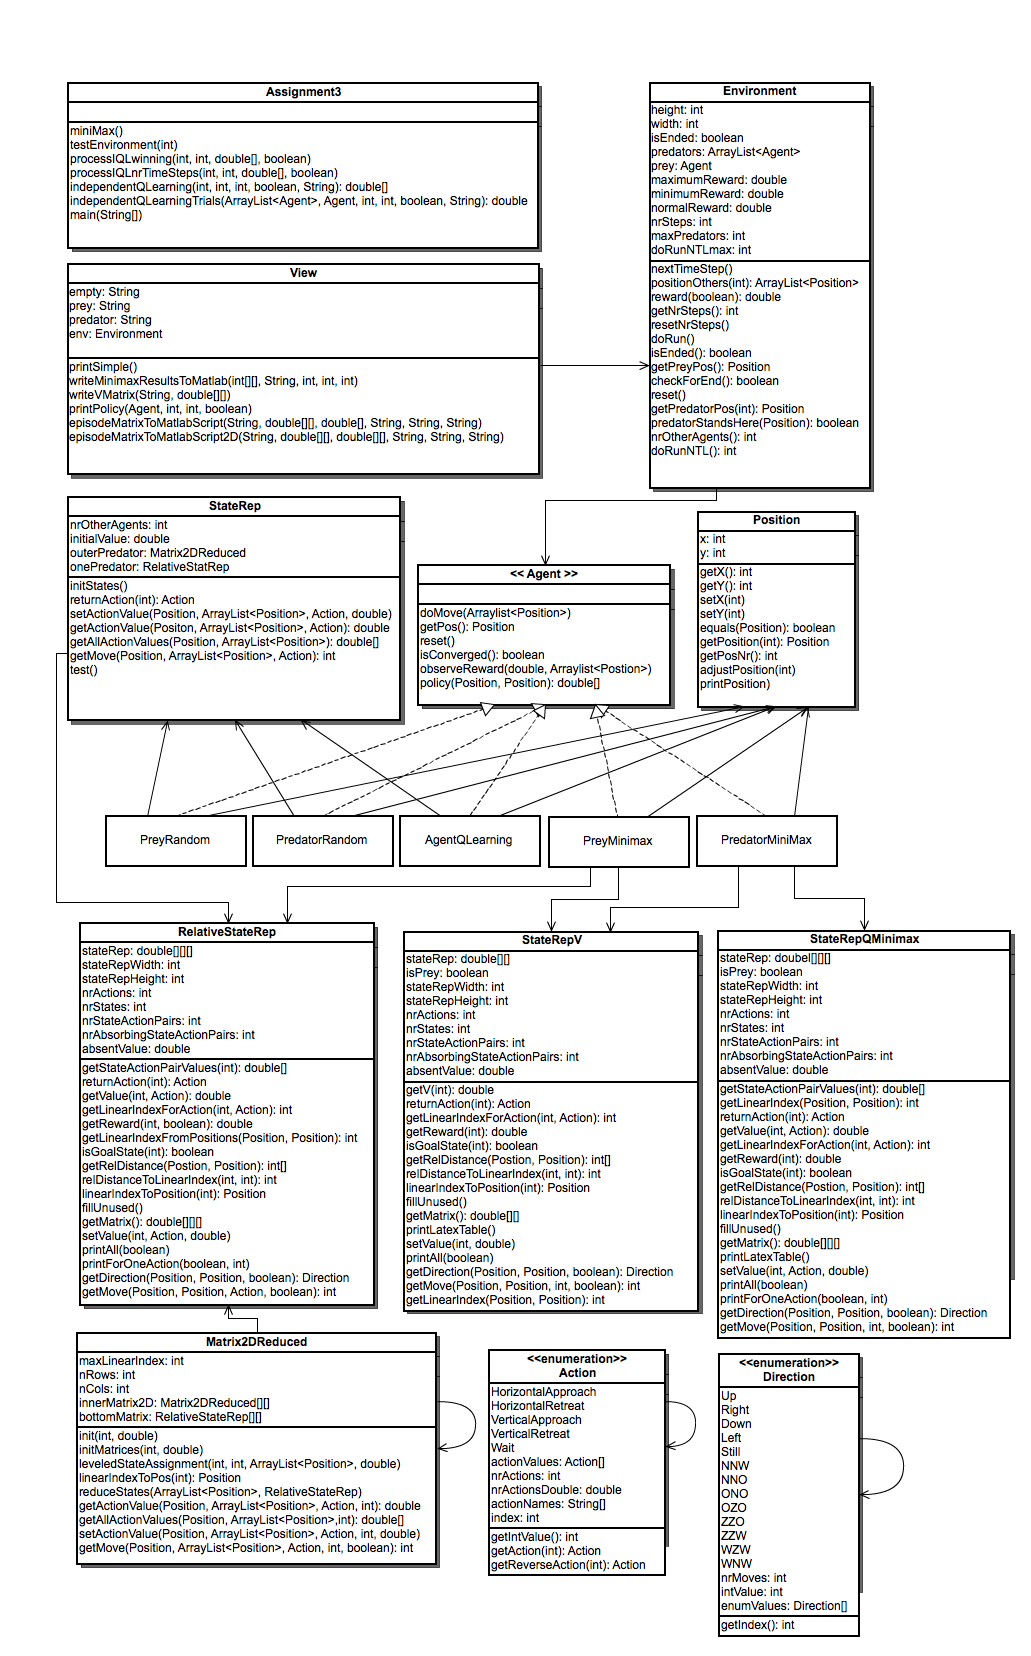 Assignment3
miniMax()
testEnvironment(int)
processIQLwinning(int, int, double[], boolean)
processIQLnrTimeSteps(int, int, double[], boolean)
independentQLearning(int, int, int, boolean, String): double[]
independentQLearningTrials(ArrayList<Agent>, Agent, int, int, boolean, String): double
main(String[])
Environment
height: int
width: int
isEnded: boolean
predators: ArrayList<Agent>
prey: Agent
maximumReward: double
minimumReward: double
normalReward: double
nrSteps: int
maxPredators: int
doRunNTLmax: int
nextTimeStep()
positionOthers(int): ArrayList<Position>
reward(boolean): double
getNrSteps(): int
resetNrSteps()
doRun()
isEnded(): boolean
getPreyPos(): Position
checkForEnd(): boolean
reset()
getPredatorPos(int): Position
predatorStandsHere(Position): boolean
nrOtherAgents(): int
doRunNTL(): int
View
empty: String
prey: String
predator: String
env: Environment
printSimple()
writeMinimaxResultsToMatlab(int[][], String, int, int, int)
writeVMatrix(String, double[][])
printPolicy(Agent, int, int, boolean)
episodeMatrixToMatlabScript(String, double[][], double[], String, String, String)
episodeMatrixToMatlabScript2D(String, double[][], double[][], String, String, String)
StateRep
nrOtherAgents: int
initialValue: double
outerPredator: Matrix2DReduced
onePredator: RelativeStatRep
initStates()
returnAction(int): Action
setActionValue(Position, ArrayList<Position>, Action, double)
getActionValue(Positon, ArrayList<Position>, Action): double
getAllActionValues(Position, ArrayList<Position>): double[]
getMove(Position, ArrayList<Position>, Action): int
test()
<< Agent >>
doMove(Arraylist<Position>)
getPos(): Position
reset()
isConverged(): boolean
observeReward(double, Arraylist<Postion>)
policy(Position, Position): double[]
Position
x: int
y: int
getX(): int
getY(): int
setX(int)
setY(int)
equals(Position): boolean
getPosition(int): Position
getPosNr(): int
adjustPosition(int)
printPosition)
PreyRandom
PredatorRandom
AgentQLearning
PreyMinimax
PredatorMiniMax
RelativeStateRep
stateRep: double[][][]
stateRepWidth: int
stateRepHeight: int
nrActions: int
nrStates: int
nrStateActionPairs: int
nrAbsorbingStateActionPairs: int
absentValue: double
getStateActionPairValues(int): double[]
returnAction(int): Action
getValue(int, Action): double
getLinearIndexForAction(int, Action): int
getReward(int, boolean): double
getLinearIndexFromPositions(Position, Position): int
isGoalState(int): boolean
getRelDistance(Postion, Position): int[]
relDistanceToLinearIndex(int, int): int
linearIndexToPosition(int): Position
fillUnused()
getMatrix(): double[][][]
setValue(int, Action, double)
printAll(boolean)
printForOneAction(boolean, int)
getDirection(Position, Position, boolean): Direction
getMove(Position, Position, Action, boolean): int
StateRepV
stateRep: double[][]
isPrey: boolean
stateRepWidth: int
stateRepHeight: int
nrActions: int
nrStates: int
nrStateActionPairs: int
nrAbsorbingStateActionPairs: int
absentValue: double
getV(int): double
returnAction(int): Action
getLinearIndexForAction(int, Action): int
getReward(int): double
isGoalState(int): boolean
getRelDistance(Postion, Position): int[]
relDistanceToLinearIndex(int, int): int
linearIndexToPosition(int): Position
fillUnused()
getMatrix(): double[][]
printLatexTable()
setValue(int, double)
printAll(boolean)
getDirection(Position, Position, boolean): Direction
getMove(Position, Position, int, boolean): int
getLinearIndex(Position, Position): int
StateRepQMinimax
stateRep: doubel[][][]
isPrey: boolean
stateRepWidth: int
stateRepHeight: int
nrActions: int
nrStates: int
nrStateActionPairs: int
nrAbsorbingStateActionPairs: int
absentValue: double
getStateActionPairValues(int): double[]
getLinearIndex(Position, Position): int
returnAction(int): Action
getValue(int, Action): double
getLinearIndexForAction(int, Action): int
getReward(int): double
isGoalState(int): boolean
getRelDistance(Postion, Position): int[]
relDistanceToLinearIndex(int, int): int
linearIndexToPosition(int): Position
fillUnused()
getMatrix(): double[][][]
printLatexTable()
setValue(int, Action, double)
printAll(boolean)
printForOneAction(boolean, int)
getDirection(Position, Position, boolean): Direction
getMove(Position, Position, int, boolean): int
Matrix2DReduced
maxLinearIndex: int
nRows: int
nCols: int
innerMatrix2D: Matrix2DReduced[][]
bottomMatrix: RelativeStateRep[][]
init(int, double)
initMatrices(int, double)
leveledStateAssignment(int, int, ArrayList<Position>, double)
linearIndexToPos(int): Position
reduceStates(ArrayList<Position>, RelativeStateRep)
getActionValue(Position, ArrayList<Position>, Action, int): double
getAllActionValues(Position, ArrayList<Position>,int): double[]
setActionValue(Position, ArrayList<Position>, Action, int, double)
getMove(Position, ArrayList<Position>, Action, int, boolean): int
<<enumeration>>
Action
HorizontalApproach
HorizontalRetreat
VerticalApproach
VerticalRetreat
Wait
actionValues: Action[]
nrActions: int
nrActionsDouble: double
actionNames: String[]
index: int
getIntValue(): int
getAction(int): Action
getReverseAction(int): Action
<<enumeration>>
Direction
Up
Right
Down
Left
Still
NNW
NNO
ONO
OZO
ZZO
ZZW
WZW
WNW
nrMoves: int
intValue: int
enumValues: Direction[]
getIndex(): int